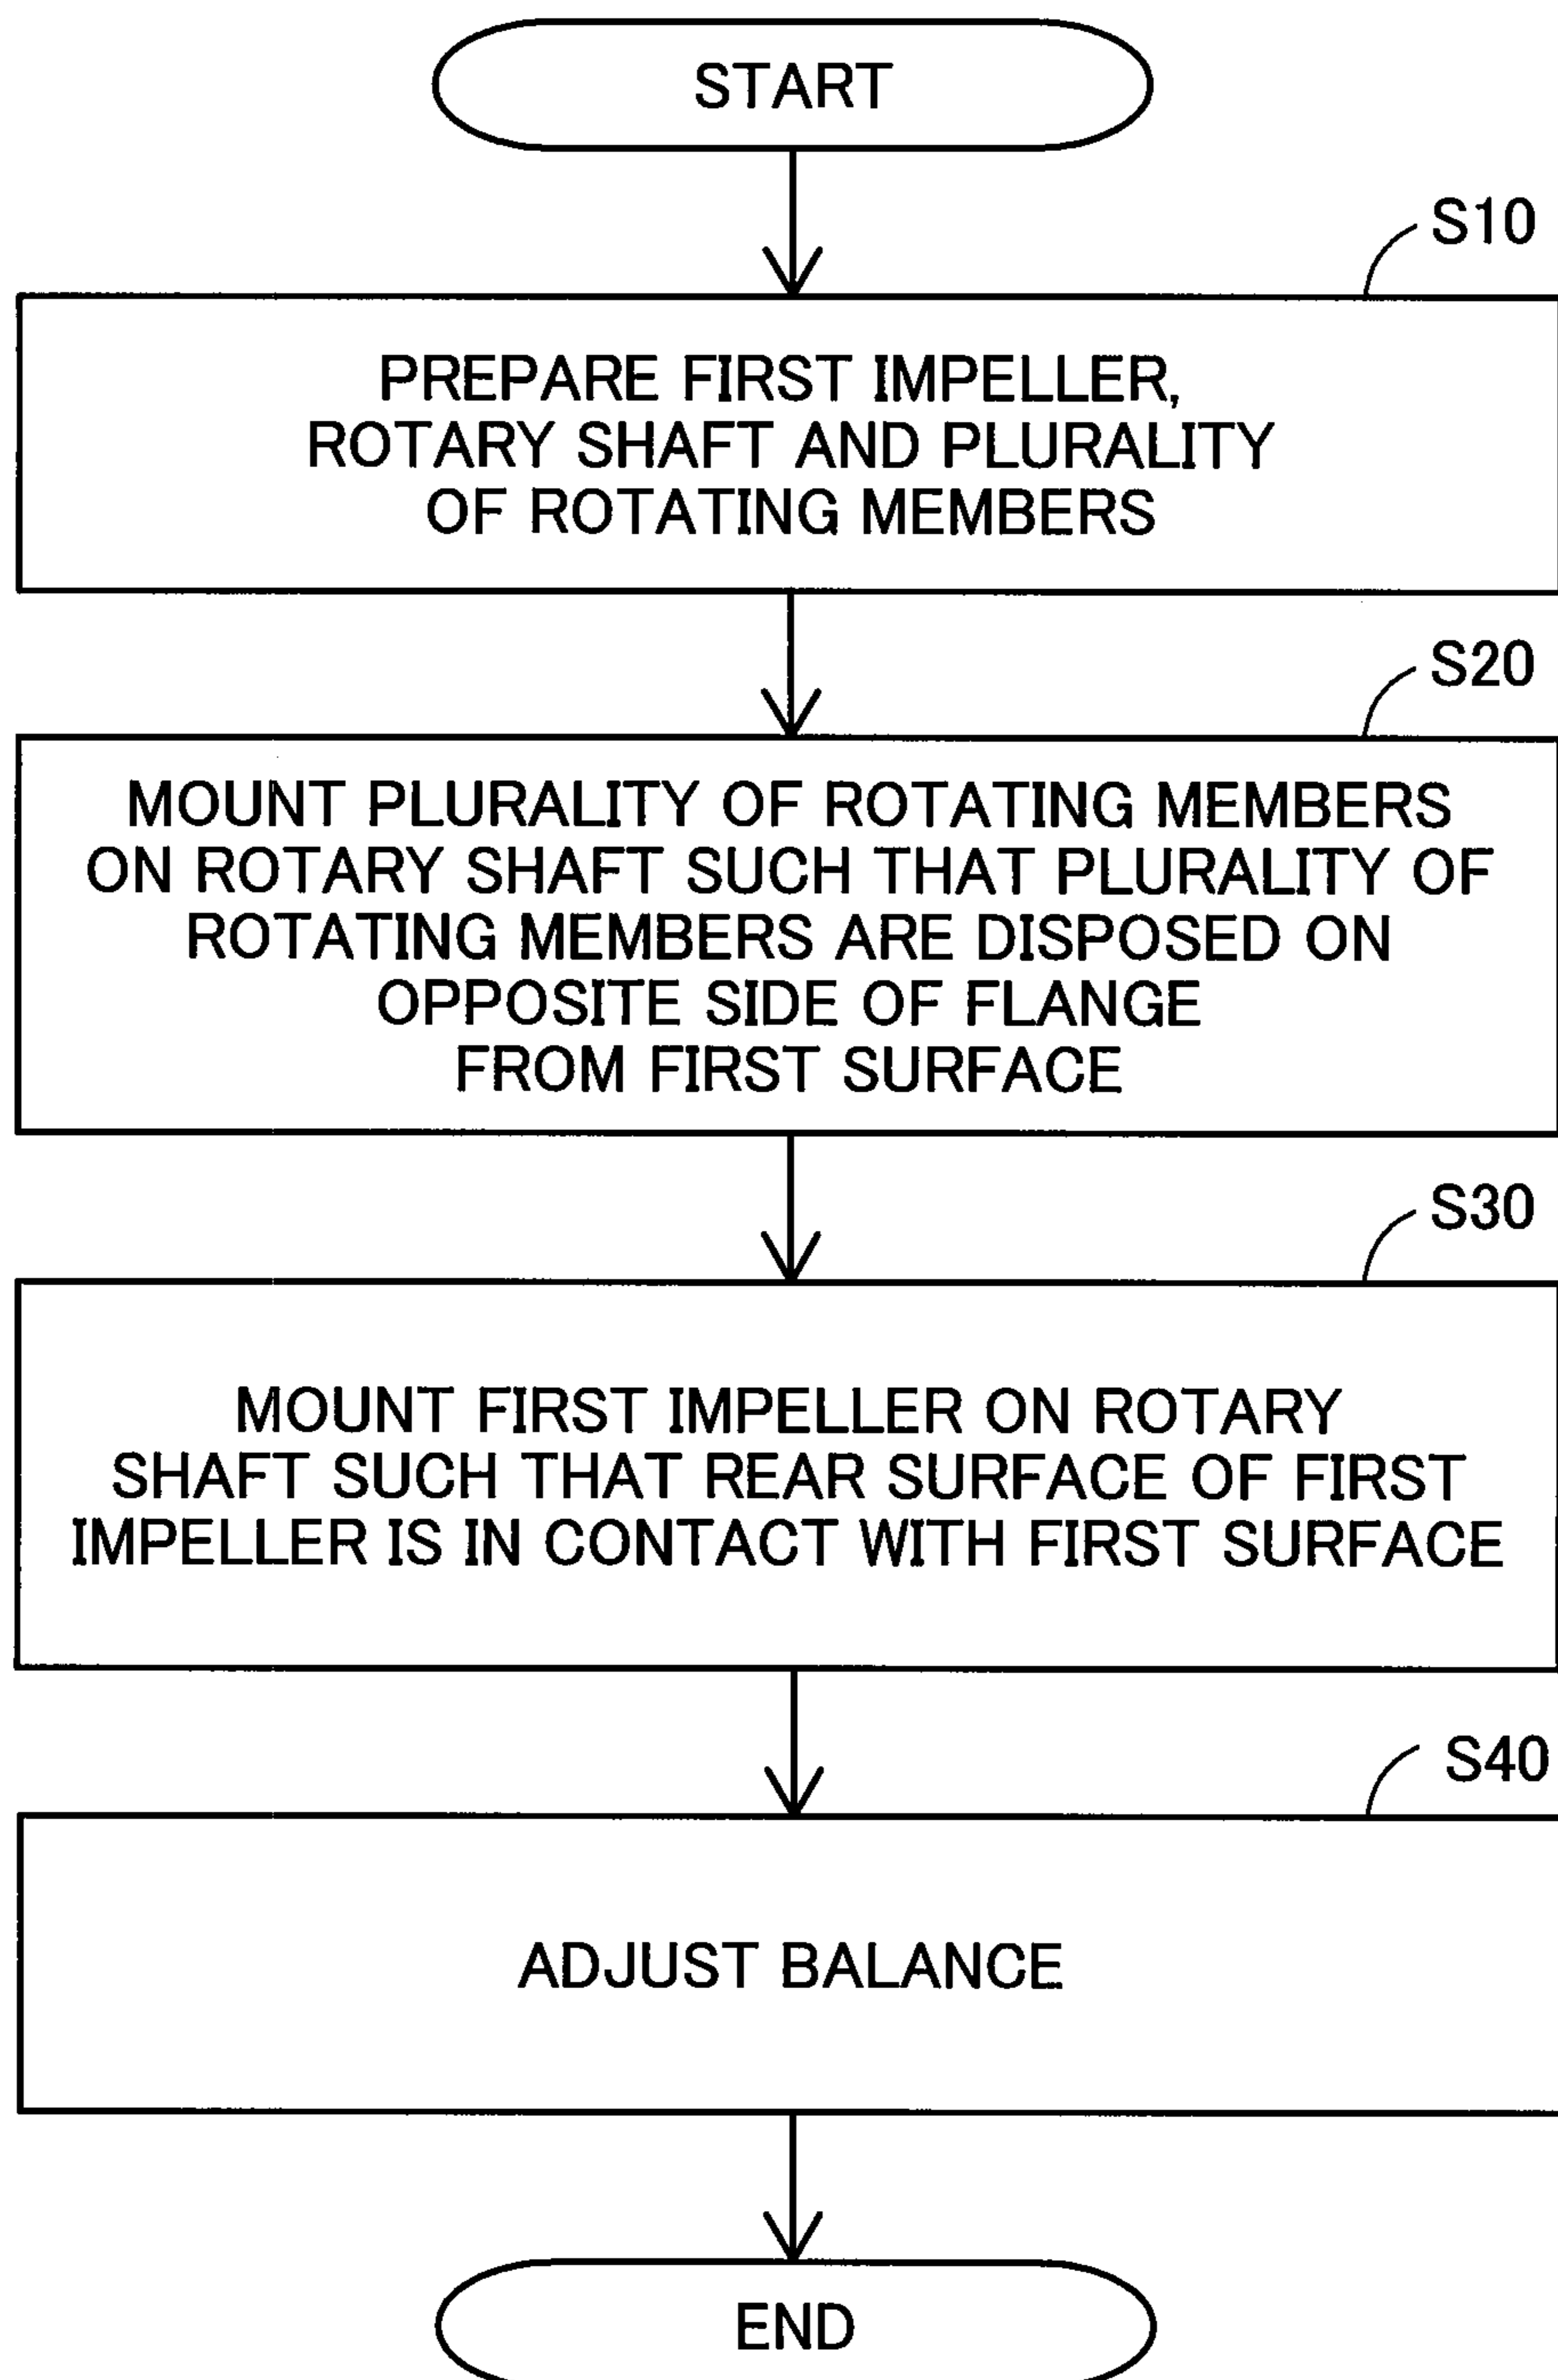 START
S10
PREPARE FIRST IMPELLER,
ROTARY SHAFT AND PLURALITY
OF ROTATING MEMBERS
S20
MOUNT PLURALITY OF ROTATING MEMBERS
ON ROTARY SHAFT SUCH THAT PLURALITY OF
ROTATING MEMBERS ARE DISPOSED ON
OPPOSITE SIDE OF FLANGE
FROM FIRST SURFACE
S30
MOUNT FIRST IMPELLER ON ROTARY
SHAFT SUCH THAT REAR SURFACE OF FIRST
IMPELLER IS IN CONTACT WITH FIRST SURFACE
S40
ADJUST BALANCE
END